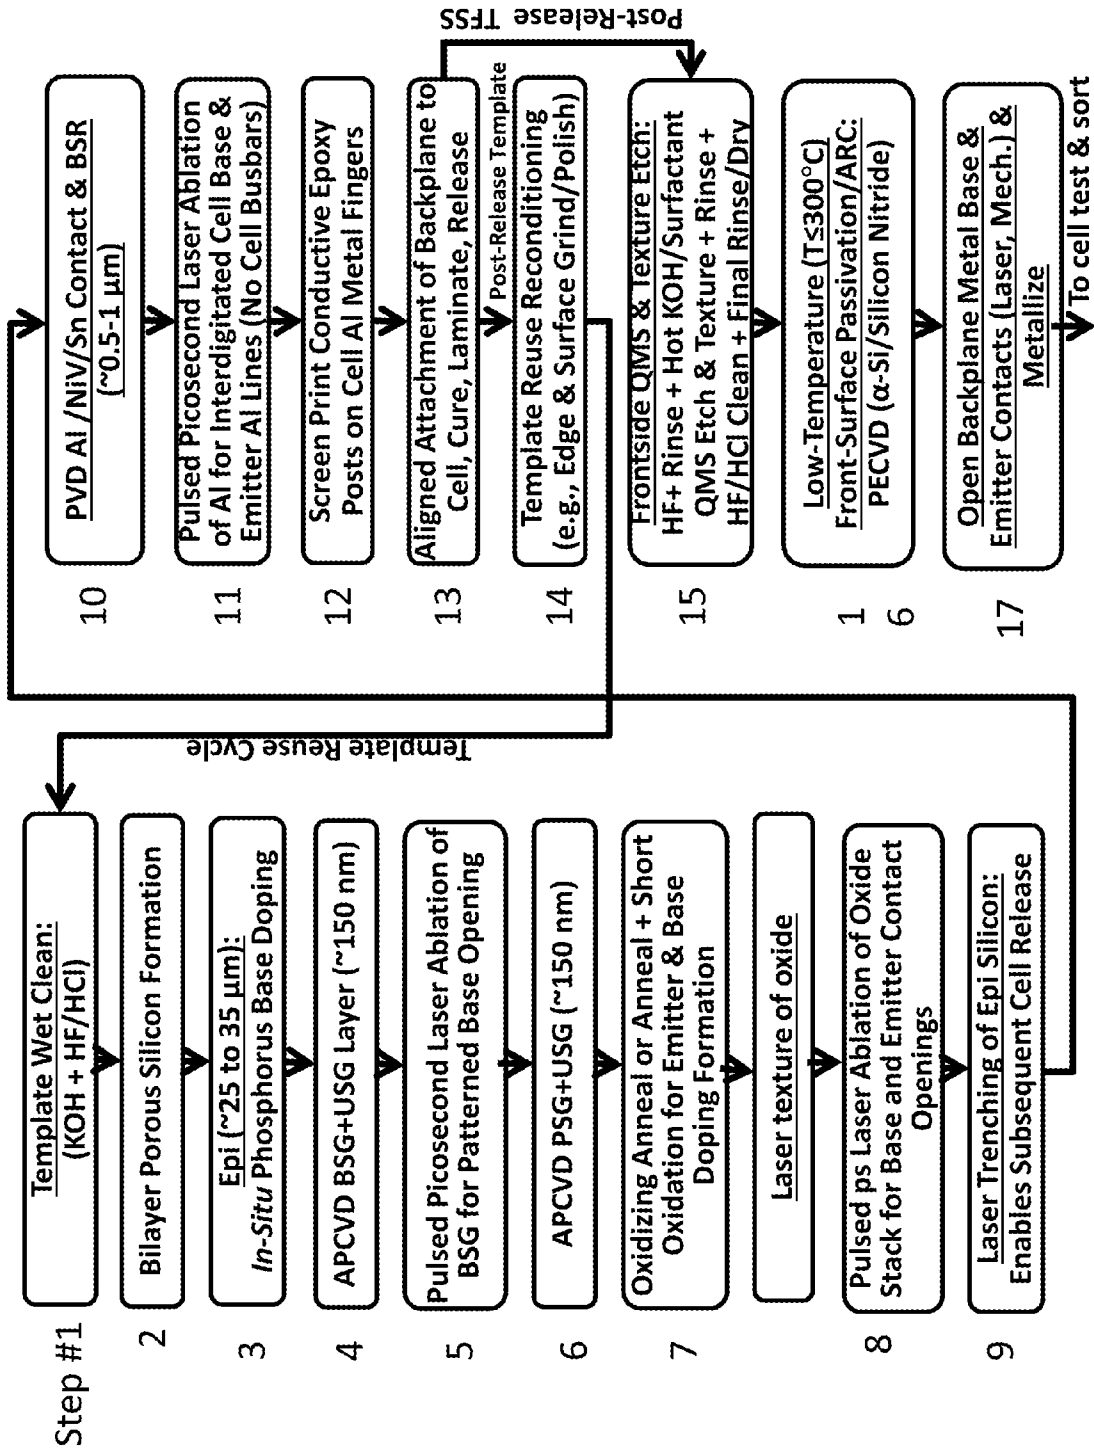 Step #1
Template Wet Clean:
(KOH + HF/HCl)
2
Bilayer Porous Silicon Formation
3
Epi (~25 to 35 µm):
In-Situ Phosphorus Base Doping
4
APCVD BSG+USG Layer (~150 nm)
5
Pulsed Picosecond Laser Ablation of
BSG for Patterned Base Opening
6
APCVD PSG+USG (~150 nm)
7
Oxidizing Anneal or Anneal + Short
Oxidation for Emitter & Base
Doping Formation
Laser texture of oxide
8
Pulsed ps Laser Ablation of Oxide
Stack for Base and Emitter Contact
Openings
9
Laser Trenching of Epi Silicon:
Enables Subsequent Cell Release
Template Reuse Cycle
10
PVD Al /NiV/Sn Contact & BSR
(~0.5-1 µm)
11
Pulsed Picosecond Laser Ablation
of Al for Interdigitated Cell Base &
Emitter Al Lines (No Cell Busbars)
12
Screen Print Conductive Epoxy
Posts on Cell Al Metal Fingers
13
Aligned Attachment of Backplane to
Cell, Cure, Laminate, Release
Post-Release Template
Post-Release TFSS
14
Template Reuse Reconditioning
(e.g., Edge & Surface Grind/Polish)
15
Frontside QMS & Texture Etch:
HF+ Rinse + Hot KOH/Surfactant
QMS Etch & Texture + Rinse +
HF/HCl Clean + Final Rinse/Dry
1
6
Low-Temperature (T≤300°C)
Front-Surface Passivation/ARC:
PECVD (α-Si/Silicon Nitride)
17
Open Backplane Metal Base &
Emitter Contacts (Laser, Mech.) &
Metallize
To cell test & sort